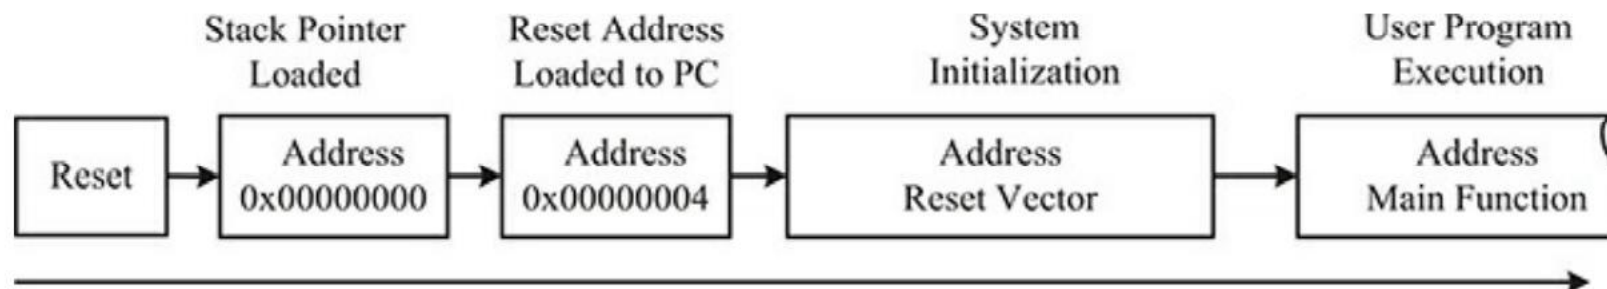 Stack Pointer
Loaded
Reset Address
Loaded to PC
System
Initialization
User Program
Execution
Reset
Address
0x00000000
Address
0x00000004
Address
Reset Vector
Address
Main Function